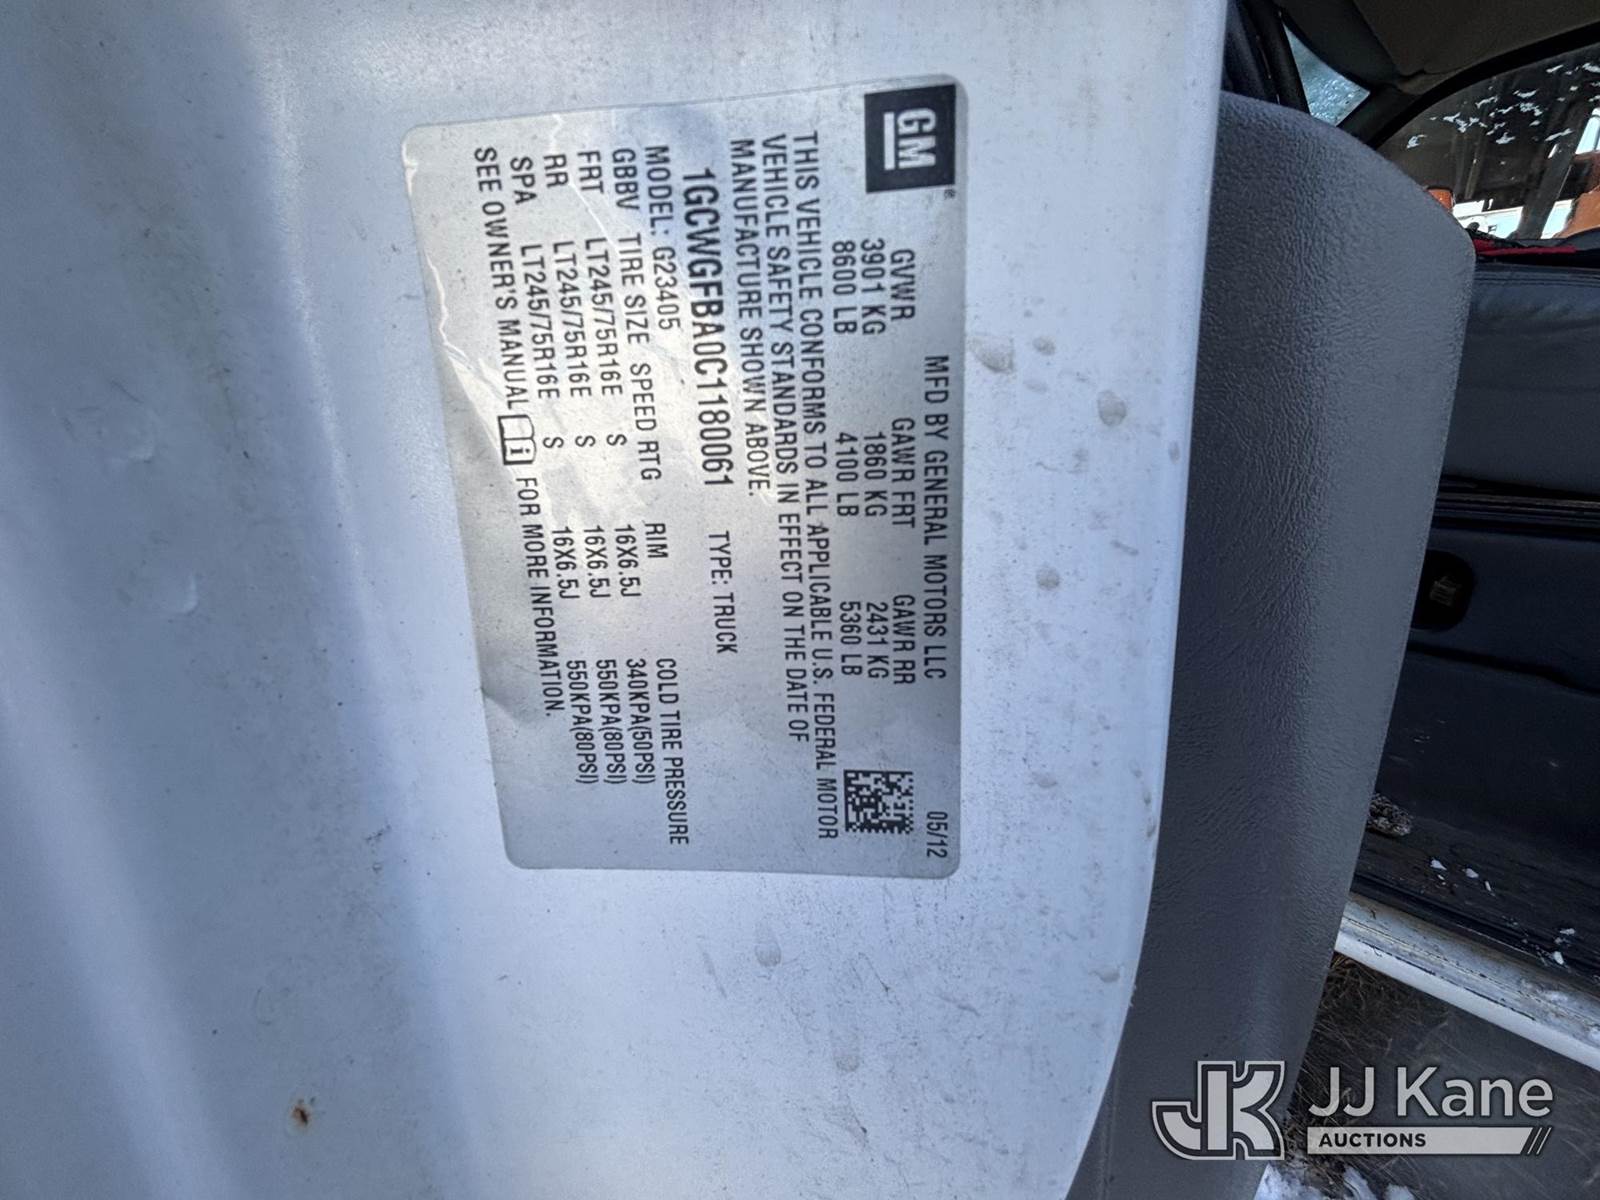 GM®
MFD BY GENERAL MOTORS LLC 05/12
GVWR GAWR FRT GAWR RR
3901 KG 1860 KG 2431 KG
8600 LB 4100 LB 5360 LB
THIS VEHICLE CONFORMS TO ALL APPLICABLE U.S. FEDERAL MOTOR
VEHICLE SAFETY STANDARDS IN EFFECT ON THE DATE OF
MANUFACTURE SHOWN ABOVE.
1GCWGFBA0C1180061 TYPE: TRUCK
MODEL: G23405
GBBV TIRE SIZE SPEED RTG RIM COLD TIRE PRESSURE
FRT LT245/75R16E S 16X6.5J 340KPA(50PSI)
RR LT245/75R16E S 16X6.5J 550KPA(80PSI)
SPA LT245/75R16E S 16X6.5J 550KPA(80PSI)
SEE OWNER'S MANUAL i FOR MORE INFORMATION.
JK JJ Kane
AUCTIONS